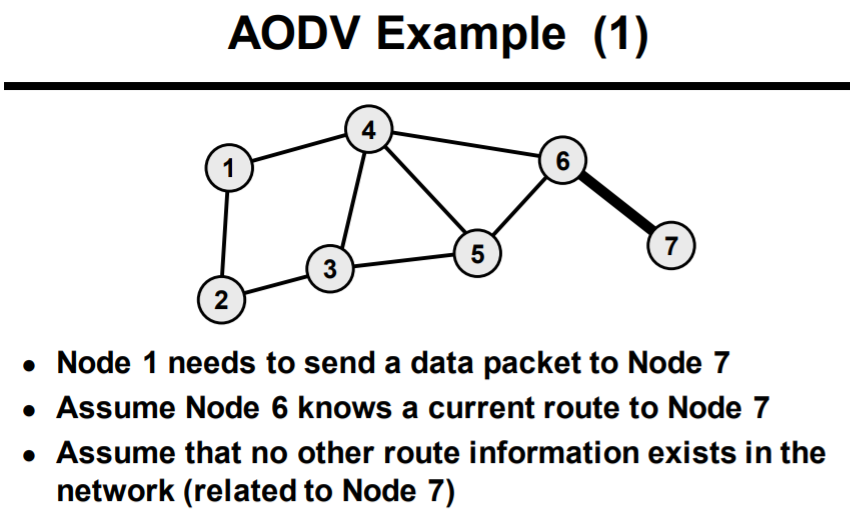 AODV Example (1)
1
4
6
7
5
3
2
• Node 1 needs to send a data packet to Node 7
• Assume Node 6 knows a current route to Node 7
• Assume that no other route information exists in the
network (related to Node 7)